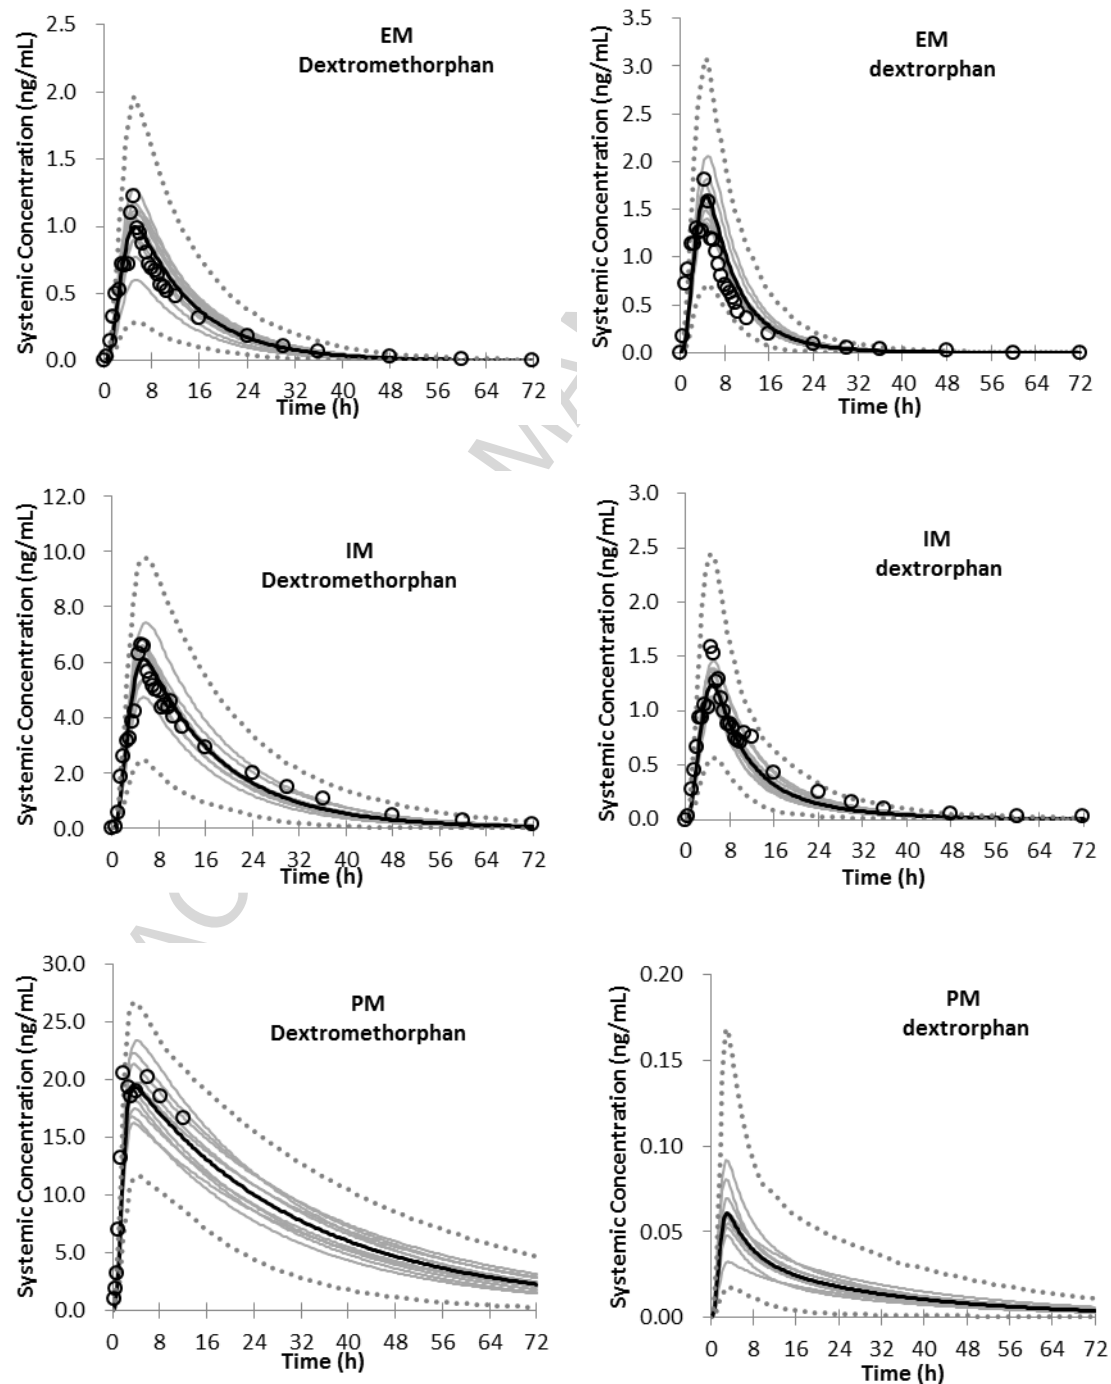 EM
Dextromethorphan
Systemic Concentration (ng/mL)
2.5
2.0
1.5
1.0
0.5
0.0
0 8 16 24 32 40 48 56 64 72
Time (h)
EM
dextrorphan
Systemic Concentration (ng/mL)
3.5
3.0
2.5
2.0
1.5
1.0
0.5
0.0
0 8 16 24 32 40 48 56 64 72
Time (h)
IM
Dextromethorphan
Systemic Concentration (ng/mL)
12.0
10.0
8.0
6.0
4.0
2.0
0.0
0 8 16 24 32 40 48 56 64 72
Time (h)
IM
dextrorphan
Systemic Concentration (ng/mL)
3.0
2.5
2.0
1.5
1.0
0.5
0.0
0 8 16 24 32 40 48 56 64 72
Time (h)
PM
Dextromethorphan
Systemic Concentration (ng/mL)
30.0
25.0
20.0
15.0
10.0
5.0
0.0
0 8 16 24 32 40 48 56 64 72
Time (h)
PM
dextrorphan
Systemic Concentration (ng/mL)
0.20
0.15
0.10
0.05
0.00
0 8 16 24 32 40 48 56 64 72
Time (h)